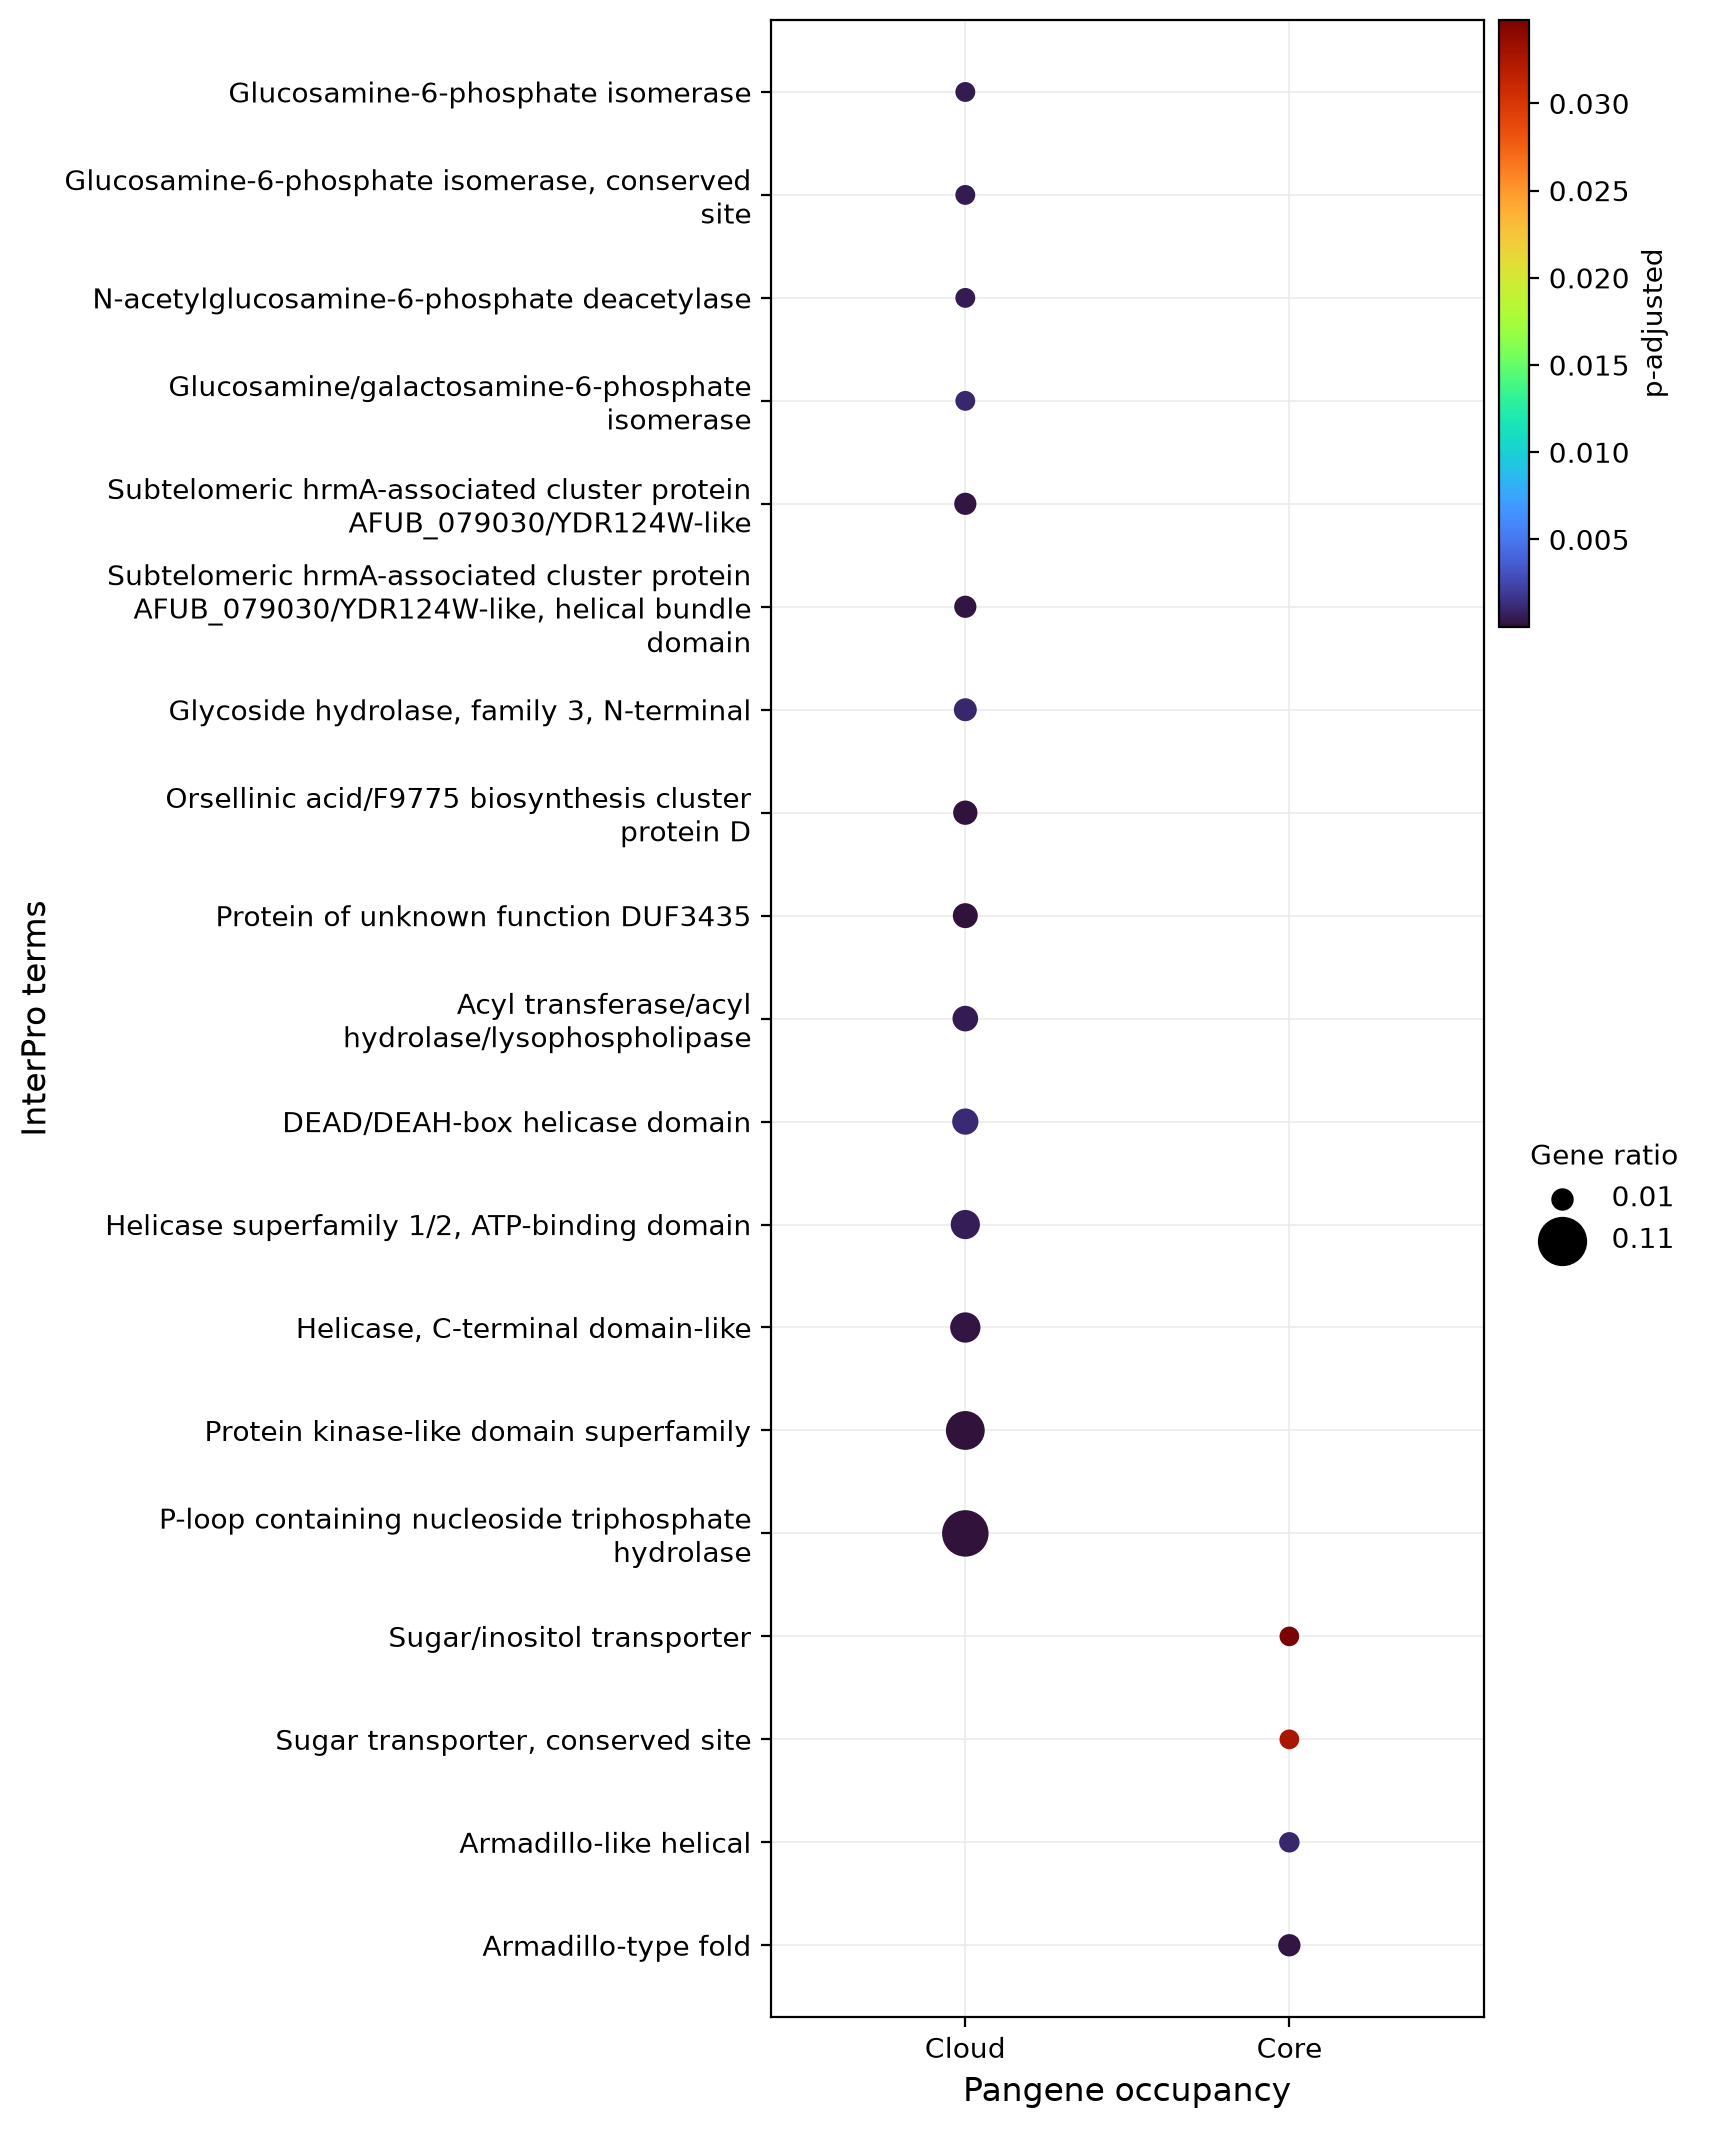 Glucosamine-6-phosphate isomerase
Glucosamine-6-phosphate isomerase, conserved
site
N-acetylglucosamine-6-phosphate deacetylase
Glucosamine/galactosamine-6-phosphate
isomerase
Subtelomeric hrmA-associated cluster protein
AFUB_079030/YDR124W-like
Subtelomeric hrmA-associated cluster protein
AFUB_079030/YDR124W-like, helical bundle
domain
Glycoside hydrolase, family 3, N-terminal
Orsellinic acid/F9775 biosynthesis cluster
protein D
Protein of unknown function DUF3435
Acyl transferase/acyl
hydrolase/lysophospholipase
DEAD/DEAH-box helicase domain
Helicase superfamily 1/2, ATP-binding domain
Helicase, C-terminal domain-like
Protein kinase-like domain superfamily
P-loop containing nucleoside triphosphate
hydrolase
Sugar/inositol transporter
Sugar transporter, conserved site
Armadillo-like helical
Armadillo-type fold
InterPro terms
Cloud
Core
Pangene occupancy
0.030
0.025
0.020
0.015
0.010
0.005
p-adjusted
Gene ratio
0.01
0.11